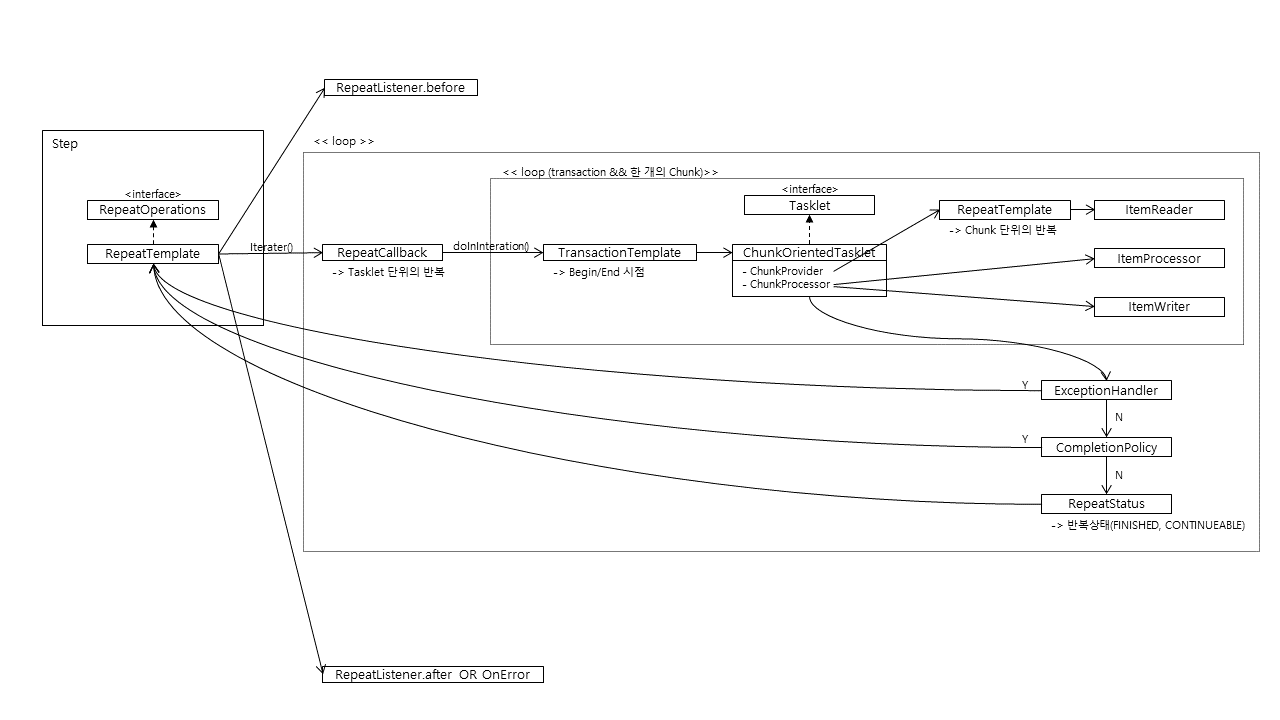 RepeatListener.before
Step
<< loop >>
<< loop (transaction && 한 개의 Chunk)>>
<interface>
RepeatOperations
RepeatTemplate
Iterater()
RepeatCallback
-> Tasklet 단위의 반복
doInInteration()
TransactionTemplate
-> Begin/End 시점
<interface>
Tasklet
ChunkOrientedTasklet
- ChunkProvider
- ChunkProcessor
RepeatTemplate
-> Chunk 단위의 반복
ItemReader
ItemProcessor
ItemWriter
Y
ExceptionHandler
N
Y
CompletionPolicy
N
RepeatStatus
-> 반복상태(FINISHED, CONTINUEABLE)
RepeatListener.after OR OnError